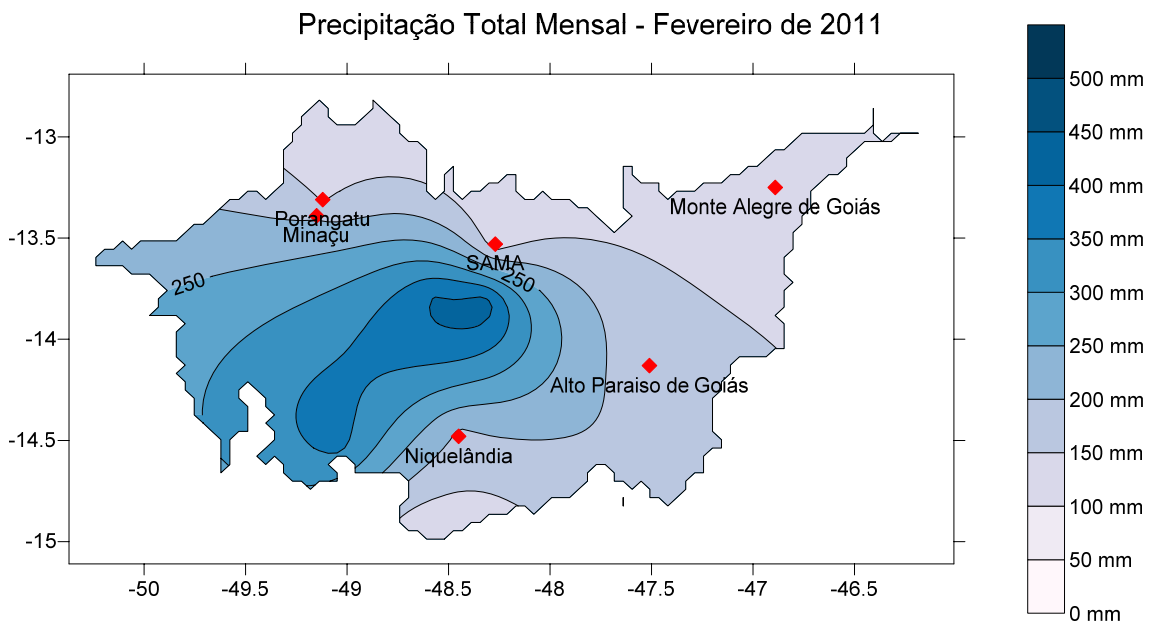 Precipitação Total Mensal - Fevereiro de 2011
500 mm
450 mm
400 mm
350 mm
300 mm
250 mm
200 mm
150 mm
100 mm
50 mm
0 mm
-13
-13.5
-14
-14.5
-15
Monte Alegre de Goiás
Porangatu
Minaçu
SAMA
250
250
Alto Paraiso de Goiás
Niquelândia
-50
-49.5
-49
-48.5
-48
-47.5
-47
-46.5